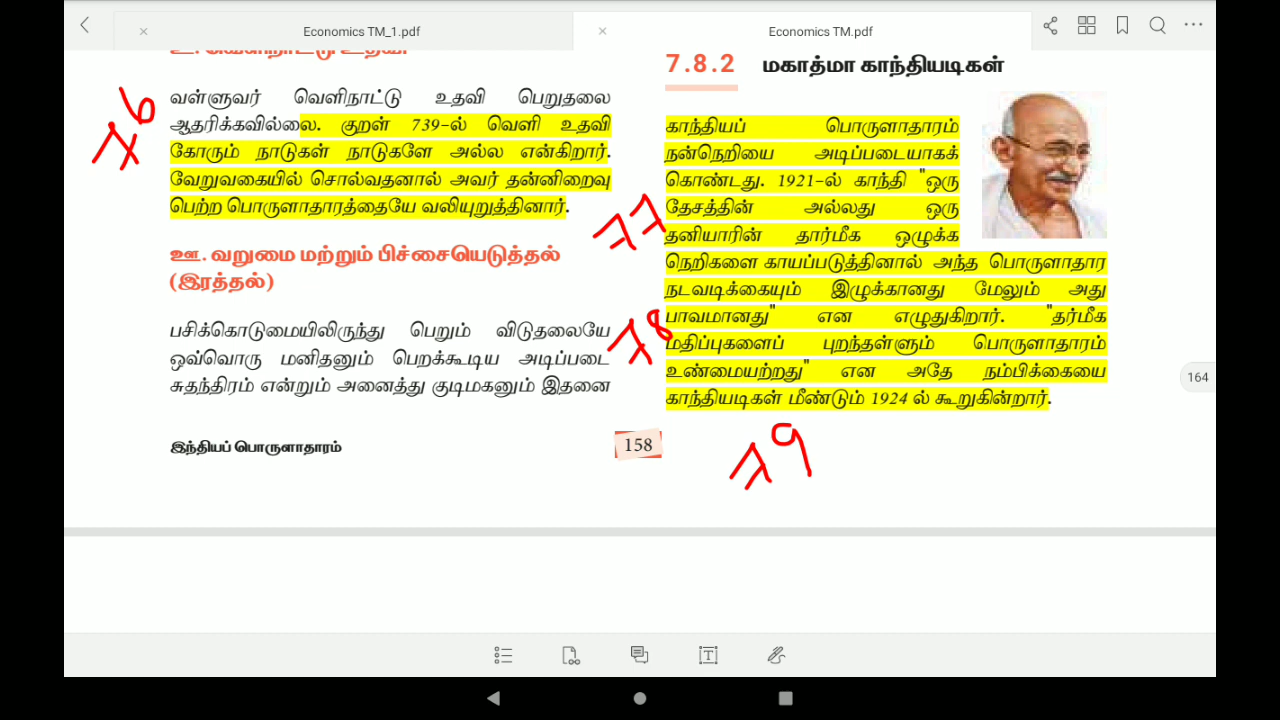 Economics TM_1.pdf
Economics TM.pdf
வள்ளுவர் வெளிநாட்டு உதவி பெறுதலை
ஆதரிக்கவில்லை. குறள் 739-ல் வெளி உதவி
கோரும் நாடுகள் நாடுகளே அல்ல என்கிறார்.
வேறுவகையில் சொல்வதனால் அவர் தன்னிறைவு
பெற்ற பொருளாதாரத்தையே வலியுறுத்தினார்.
76
ஊ. வறுமை மற்றும் பிச்சையெடுத்தல்
(இரத்தல்)
பசிக்கொடுமையிலிருந்து பெறும் விடுதலையே
ஒவ்வொரு மனிதனும் பெறக்கூடிய அடிப்படை
சுதந்திரம் என்றும் அனைத்து குடிமகனும் இதனை
இந்தியப் பொருளாதாரம்
158
7.8.2 மகாத்மா காந்தியடிகள்
காந்தியப் பொருளாதாரம்
நன்நெறியை அடிப்படையாகக்
கொண்டது. 1921-ல் காந்தி "ஒரு
தேசத்தின் அல்லது ஒரு
தனியாரின் தார்மீக ஒழுக்க
நெறிகளை காயப்படுத்தினால் அந்த பொருளாதார
நடவடிக்கையும் இழுக்கானது மேலும் அது
பாவமானது" என எழுதுகிறார். "தர்மீக
மதிப்புகளைப் புறந்தள்ளும் பொருளாதாரம்
உண்மையற்றது" என அதே நம்பிக்கையை
காந்தியடிகள் மீண்டும் 1924 ல் கூறுகின்றார்.
77
78
79
164